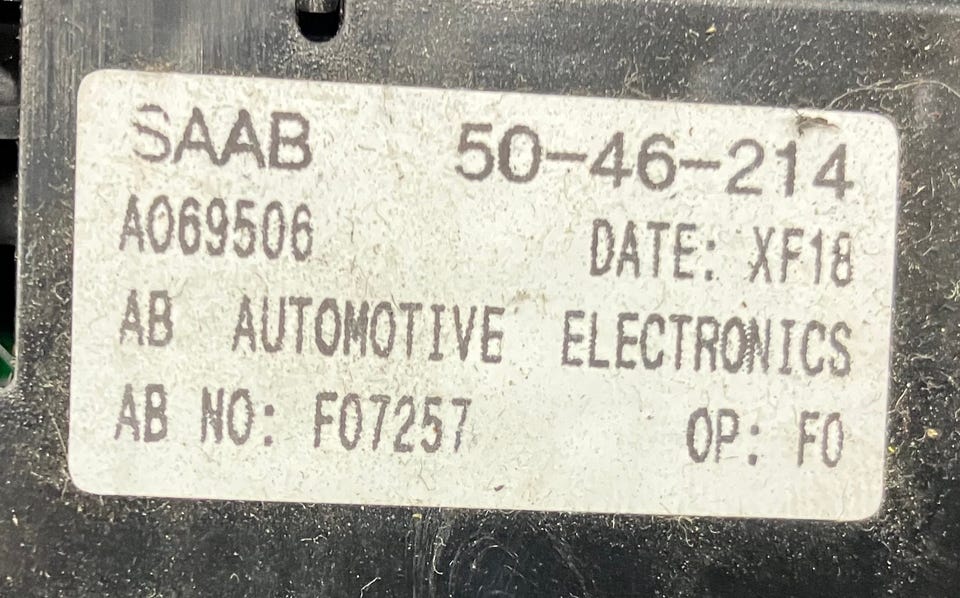 SAAB 50-46-214
A069506 DATE: XF18
AB AUTOMOTIVE ELECTRONICS
AB NO: F07257 OP: F0